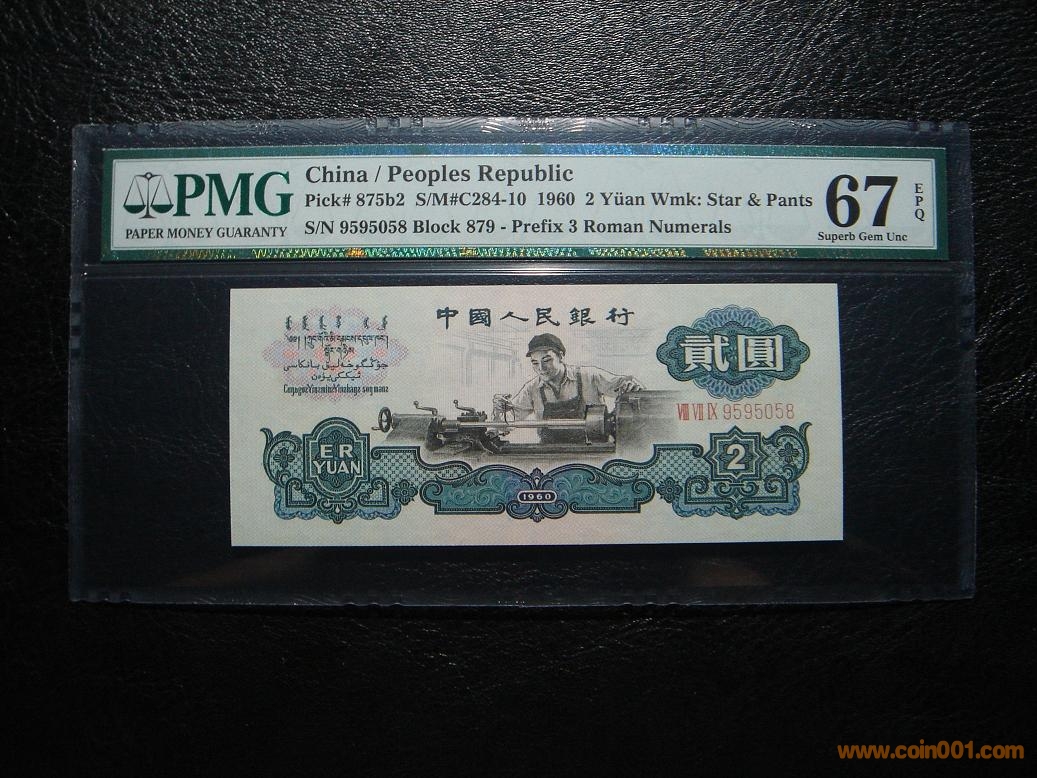 PMG
PAPER MONEY GUARANTY
China / Peoples Republic
Pick# 875b2 S/M#C284-10 1960 2 Yüan Wmk: Star & Pants
S/N 9595058 Block 879 - Prefix 3 Roman Numerals
67
EPQ
Superb Gem Unc
中國人民銀行
貳圓
VIII VII IX 9595058
ER
YUAN
1960
2
www.coin001.com